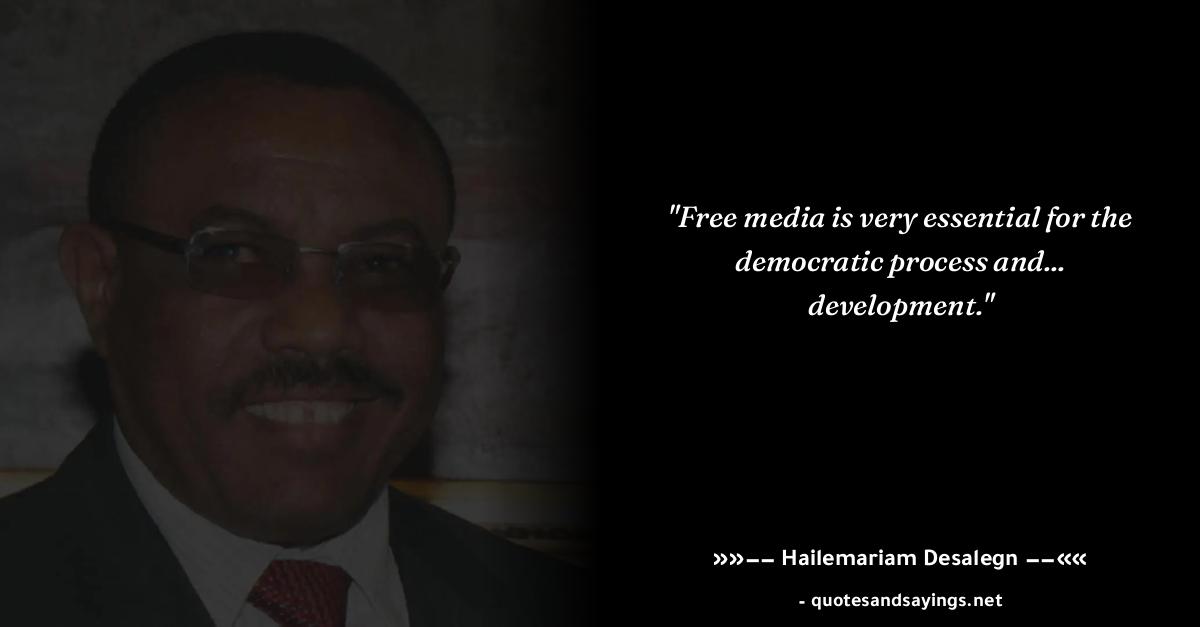 "Free media is very essential for the
democratic process and...
development."
»»–– Hailemariam Desalegn ––««
- quotesandsayings.net